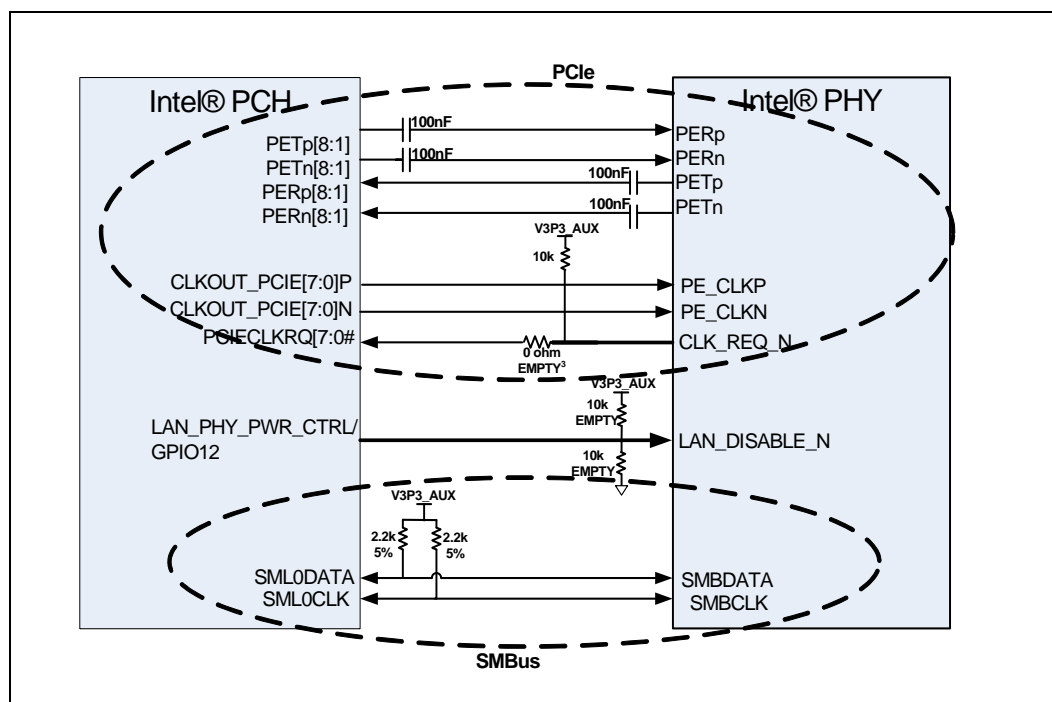 PCIe
Intel® PCH
Intel® PHY
100nF
PETp[8:1]
PERp
100nF
PETn[8:1]
PERn
PERp[8:1]
100nF
PETp
PERn[8:1]
100nF
PETn
V3P3_AUX
10k
CLKOUT_PCIE[7:0]P
PE_CLKP
CLKOUT_PCIE[7:0]N
PE_CLKN
PCIECLKRQ[7:0#
CLK_REQ_N
0 ohm
EMPTY³
V3P3_AUX
10k
EMPTY
LAN_PHY_PWR_CTRL/
GPIO12
LAN_DISABLE_N
10k
EMPTY
V3P3_AUX
2.2k
5%
2.2k
5%
SML0DATA
SMBDATA
SML0CLK
SMBCLK
SMBus